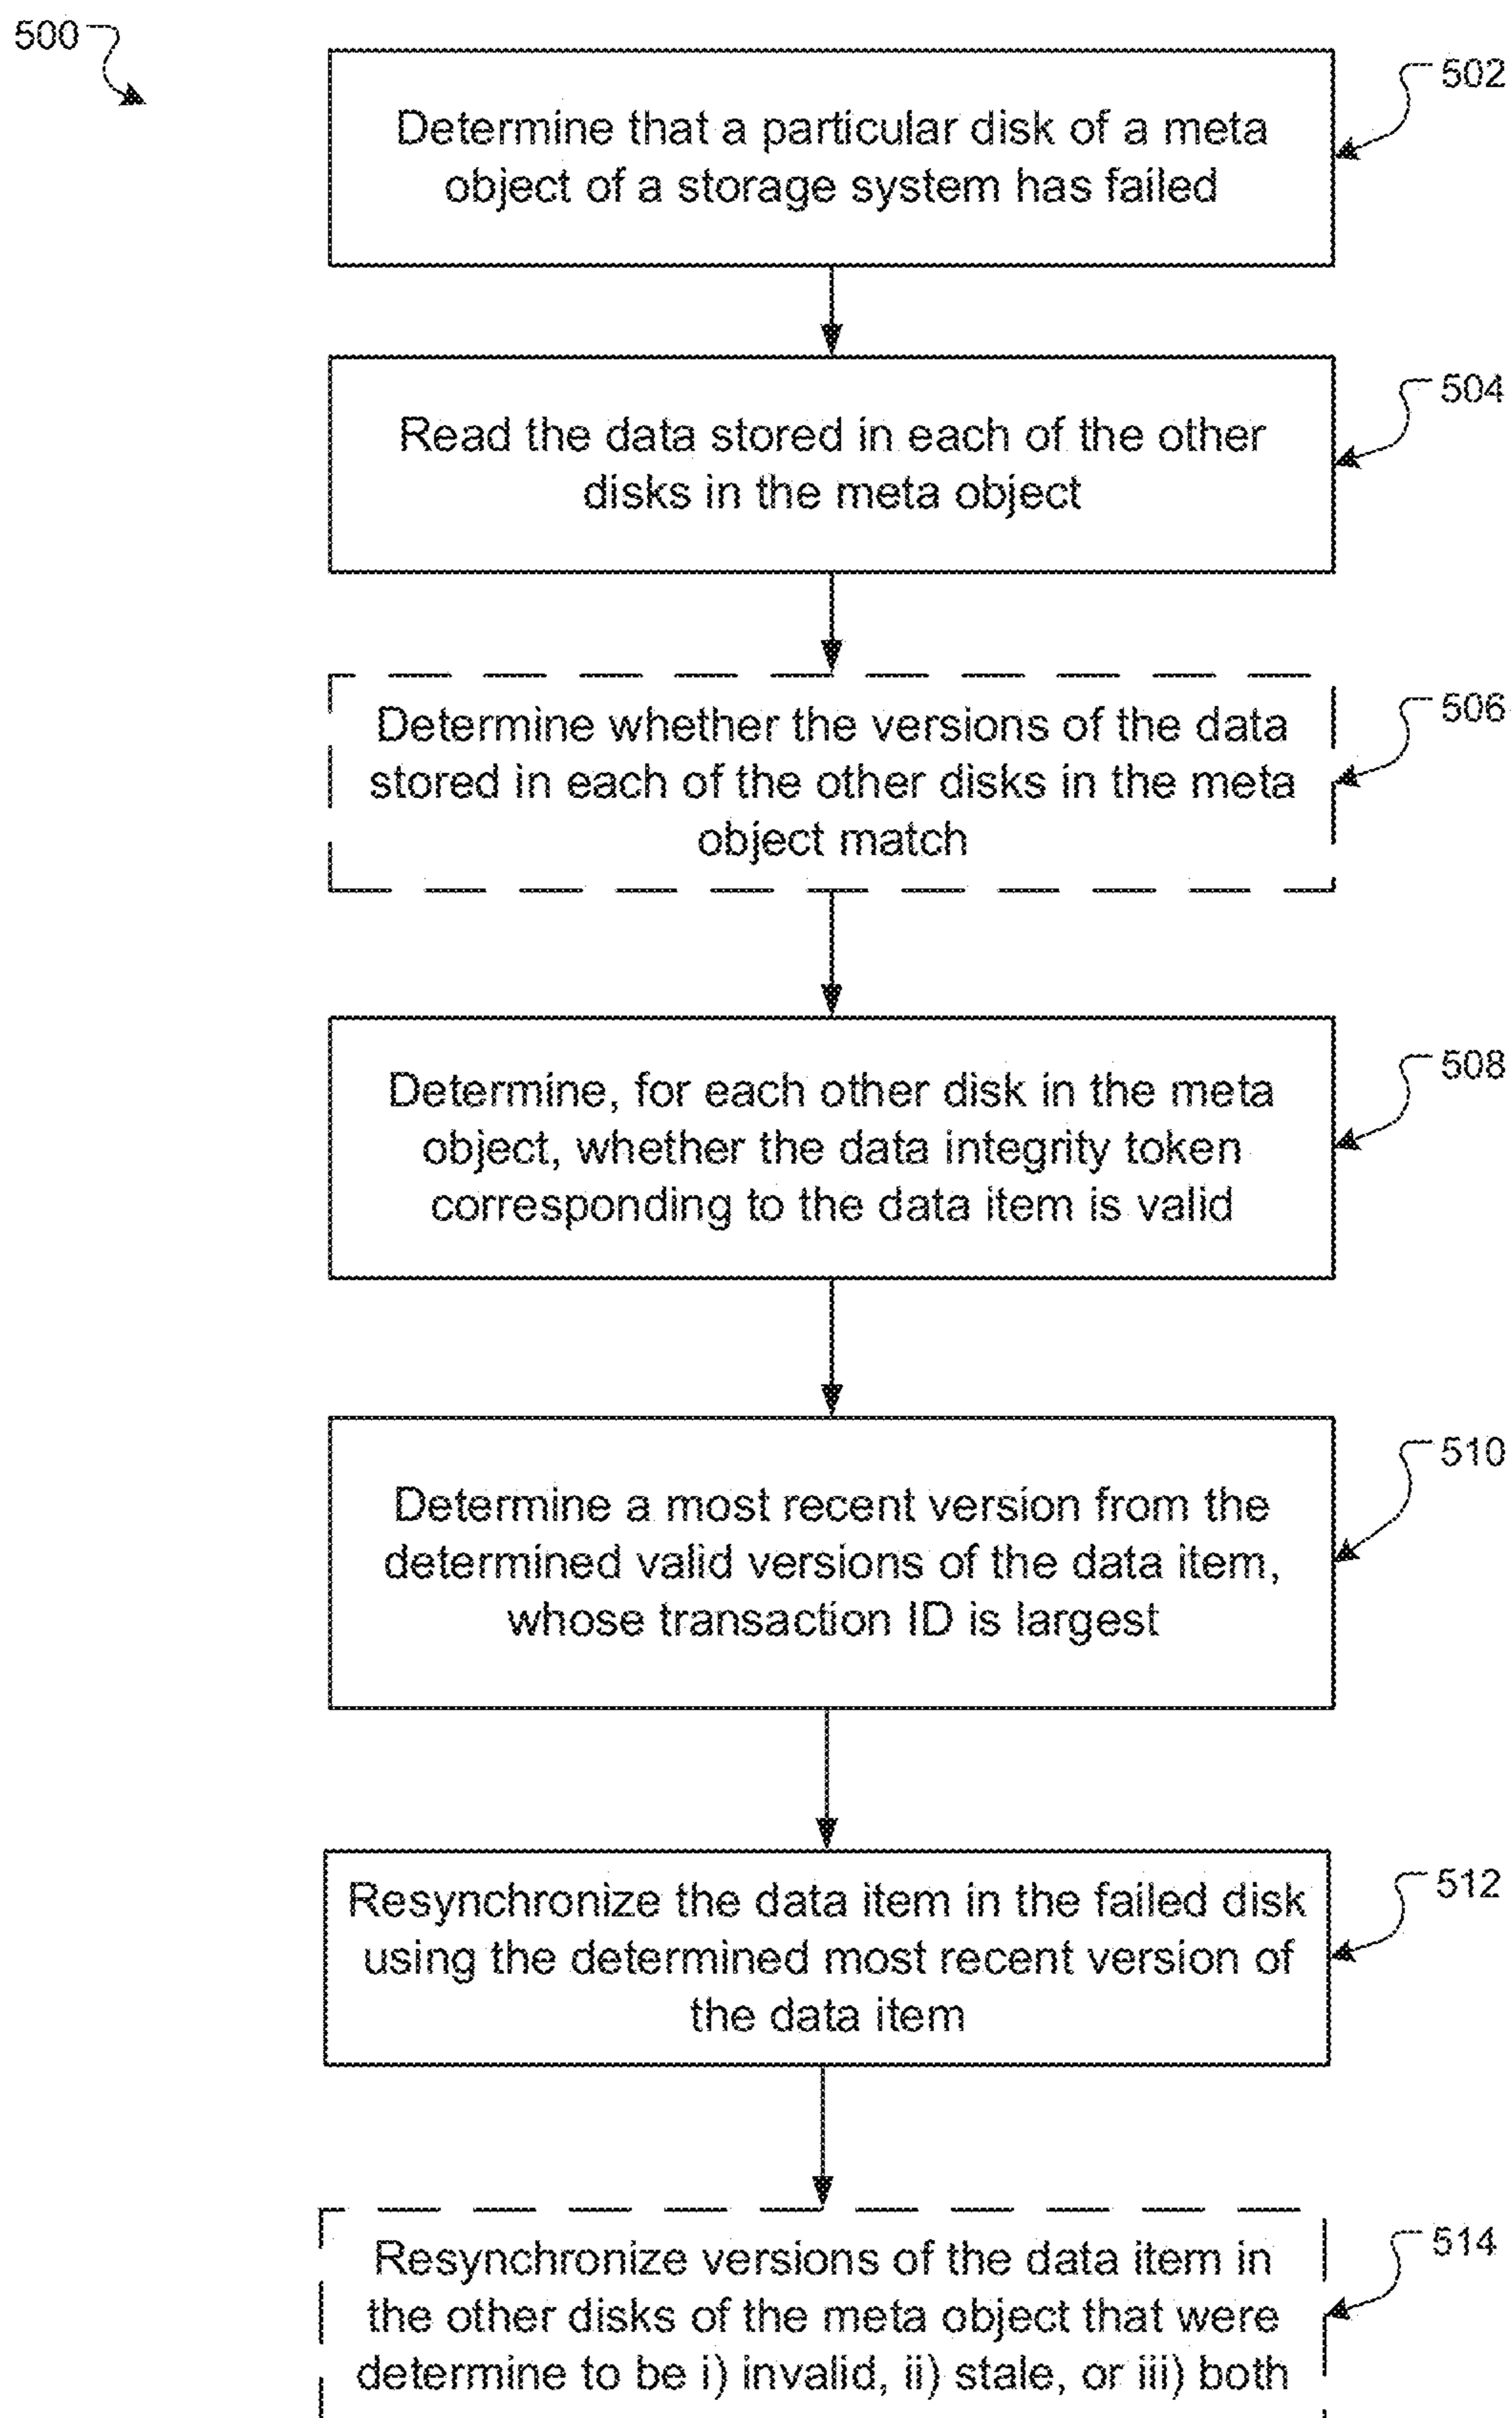 500
502
Determine that a particular disk of a meta
object of a storage system has failed
504
Read the data stored in each of the other
disks in the meta object
506
Determine whether the versions of the data
stored in each of the other disks in the meta
object match
508
Determine, for each other disk in the meta
object, whether the data integrity token
corresponding to the data item is valid
510
Determine a most recent version from the
determined valid versions of the data item,
whose transaction ID is largest
512
Resynchronize the data item in the failed disk
using the determined most recent version of
the data item
514
Resynchronize versions of the data item in
the other disks of the meta object that were
determine to be i) invalid, ii) stale, or iii) both